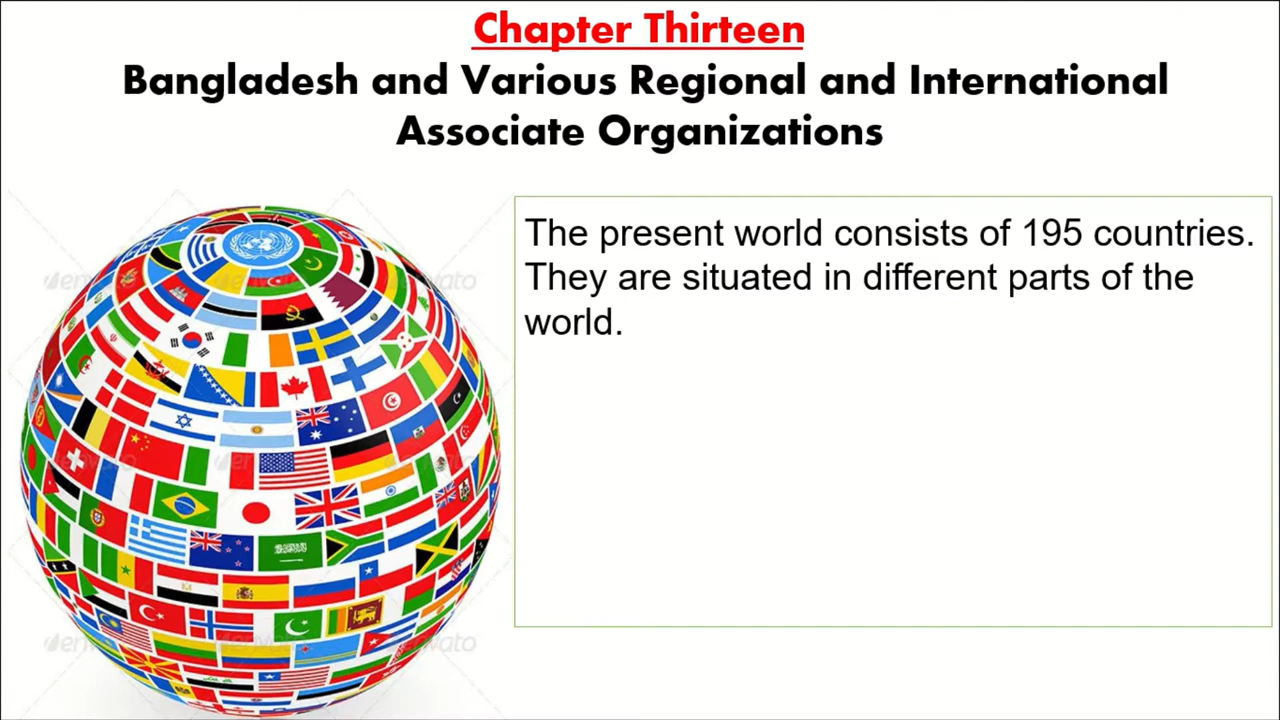 Chapter Thirteen
Bangladesh and Various Regional and International
Associate Organizations
The present world consists of 195 countries.
They are situated in different parts of the
world.